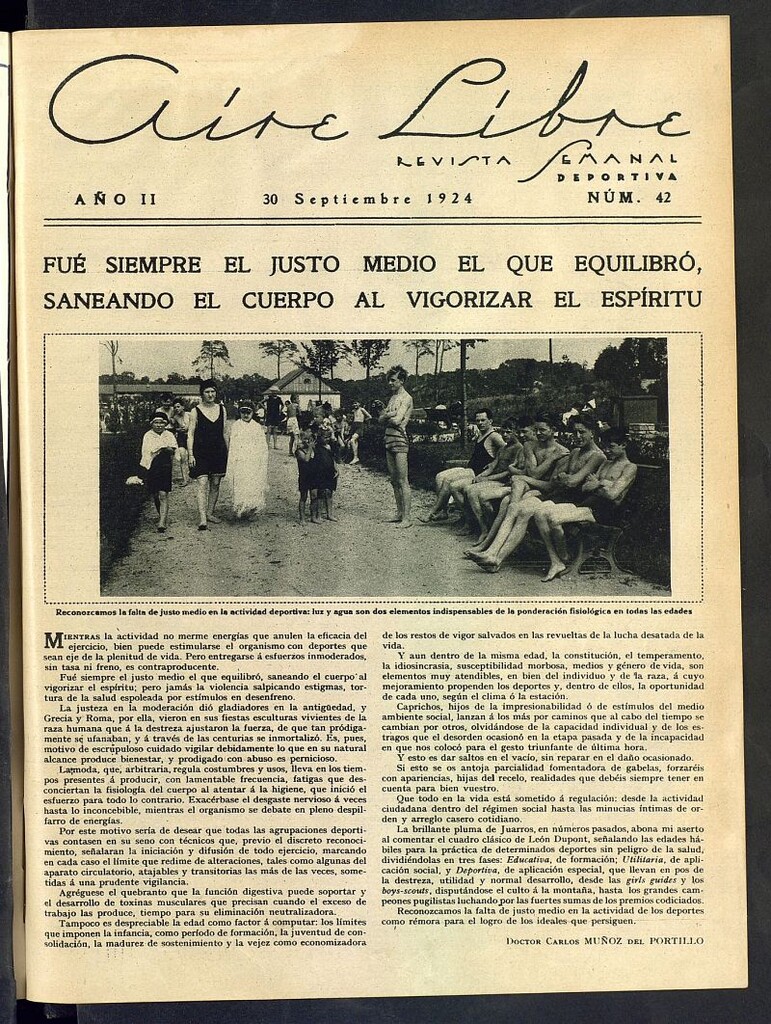 Aire Libre
REVISTA SEMANAL
DEPORTIVA
AÑO II 30 Septiembre 1924 NÚM. 42
FUÉ SIEMPRE EL JUSTO MEDIO EL QUE EQUILIBRÓ,
SANEANDO EL CUERPO AL VIGORIZAR EL ESPÍRITU
Reconozcamos la falta de justo medio en la actividad deportiva: luz y agua son dos elementos indispensables de la ponderación fisiológica en todas las edades
MIENTRAS la actividad no merme energías que anulen la eficacia del
ejercicio, bien puede estimularse el organismo con deportes que
sean eje de la plenitud de vida. Pero entregarse á esfuerzos inmoderados,
sin tasa ni freno, es contraproducente.
Fué siempre el justo medio el que equilibró, saneando el cuerpo al
vigorizar el espíritu; pero jamás la violencia salpicando estigmas, tor-
tura de la salud espoleada por estímulos en desenfreno.
La justeza en la moderación dió gladiadores en la antigüedad, y
Grecia y Roma, por ella, vieron en sus fiestas esculturas vivientes de la
raza humana que á la destreza ajustaron la fuerza, de que tan pródiga-
mente se ufanaban, y á través de las centurias se inmortalizó. Es, pues,
motivo de escrupuloso cuidado vigilar debidamente lo que en su natural
alcance produce bienestar, y prodigado con abuso es pernicioso.
La moda, que, arbitraria, regula costumbres y usos, lleva en los tiem-
pos presentes á producir, con lamentable frecuencia, fatigas que des-
conciertan la fisiología del cuerpo al atentar á la higiene, que inició el
esfuerzo para todo lo contrario. Exacérbase el desgaste nervioso á veces
hasta lo inconcebible, mientras el organismo se debate en pleno despil-
farro de energías.
Por este motivo sería de desear que todas las agrupaciones deporti-
vas contasen en su seno con técnicos que, previo el discreto reconoci-
miento, señalaran la iniciación y difusión de todo ejercicio, marcando
en cada caso el límite que redime de alteraciones, tales como algunas del
aparato circulatorio, atajables y transitorias las más de las veces, some-
tidas á una prudente vigilancia.
Agréguese el quebranto que la función digestiva puede soportar y
el desarrollo de toxinas musculares que precisan cuando el exceso de
trabajo las produce, tiempo para su eliminación neutralizadora.
Tampoco es despreciable la edad como factor á computar: los límites
que imponen la infancia, como período de formación, la juventud de con-
solidación, la madurez de sostenimiento y la vejez como economizadora
de los restos de vigor salvados en las revueltas de la lucha desatada de la
vida.
Y aun dentro de la misma edad, la constitución, el temperamento,
la idiosincrasia, susceptibilidad morbosa, medios y género de vida, son
elementos muy atendibles, en bien del individuo y de la raza, á cuyo
mejoramiento propenden los deportes y, dentro de ellos, la oportunidad
de cada uno, según el clima ó la estación.
Caprichos, hijos de la impresionabilidad ó de estímulos del medio
ambiente social, lanzan á los más por caminos que al cabo del tiempo se
cambian por otros, olvidándose de la capacidad individual y de los es-
tragos que el desorden ocasionó en la etapa pasada y de la incapacidad
en que nos colocó para el gesto triunfante de última hora.
Y esto es dar saltos en el vacío, sin reparar en el daño ocasionado.
Si esto se os antoja parcialidad fomentadora de gabelas, forzaréis
con apariencias, hijas del recelo, realidades que debéis siempre tener en
cuenta para bien vuestro.
Que todo en la vida está sometido á regulación: desde la actividad
ciudadana dentro del régimen social hasta las minucias íntimas de or-
den y arreglo casero cotidiano.
La brillante pluma de Juarros, en números pasados, abona mi aserto
al comentar el cuadro clásico de León Dupont, señalando las edades há-
biles para la práctica de determinados deportes sin peligro de la salud,
dividiéndolas en tres fases: Educativa, de formación; Utilitaria, de apli-
cación social, y Deportiva, de aplicación especial, que llevan en pos de
la destreza, utilidad y normal desarrollo, desde las girls guides y los
boys-scouts, disputándose el culto á la montaña, hasta los grandes cam-
peones pugilistas luchando por las fuertes sumas de los premios codiciados.
Reconozcamos la falta de justo medio en la actividad de los deportes
como rémora para el logro de los ideales que persiguen.
DOCTOR CARLOS MUÑOZ DEL PORTILLO